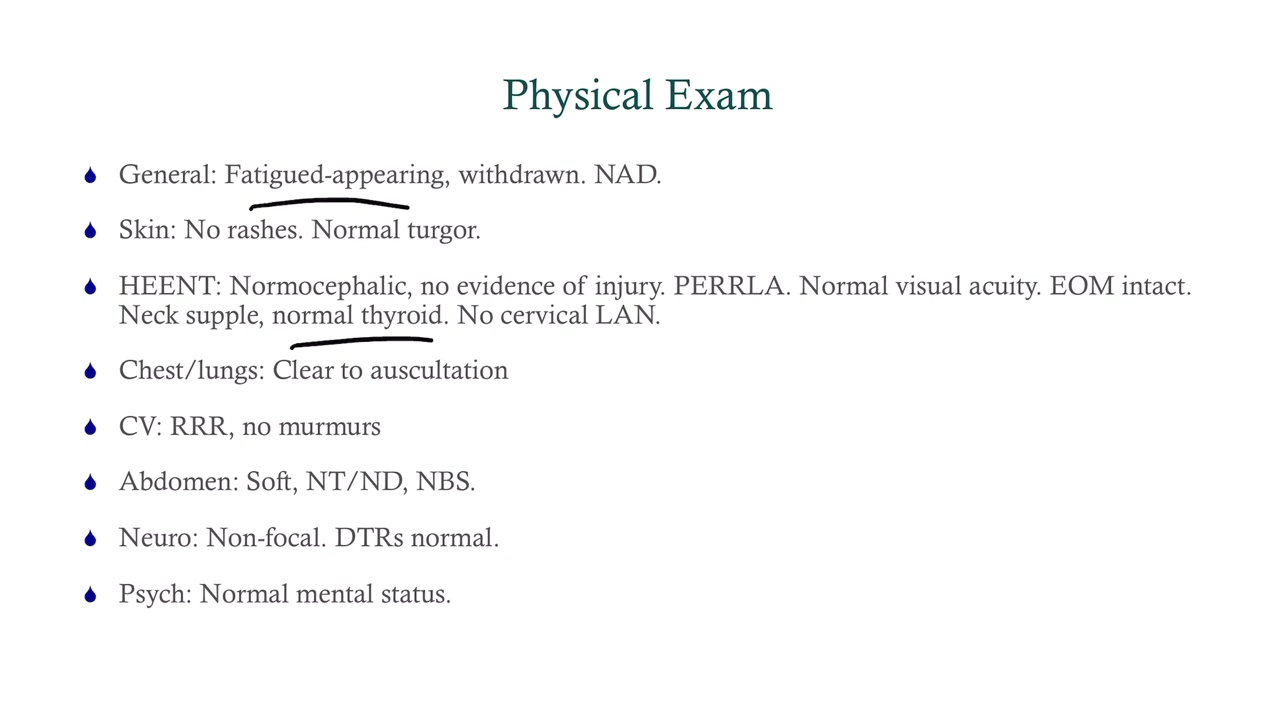 Physical Exam
General: Fatigued-appearing, withdrawn. NAD.
Skin: No rashes. Normal turgor.
HEENT: Normocephalic, no evidence of injury. PERRLA. Normal visual acuity. EOM intact.
Neck supple, normal thyroid. No cervical LAN.
Chest/lungs: Clear to auscultation
CV: RRR, no murmurs
Abdomen: Soft, NT/ND, NBS.
Neuro: Non-focal. DTRs normal.
Psych: Normal mental status.